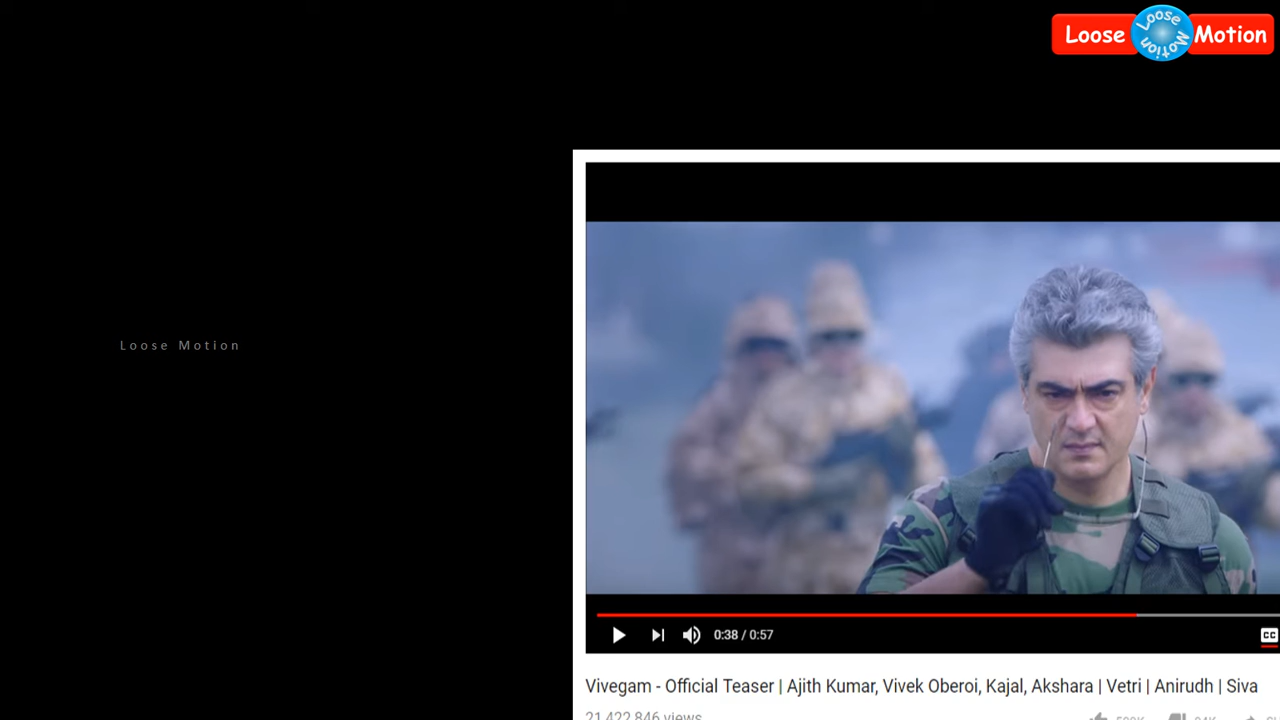 Loose Motion
Loose Motion
Loose Motion
0:38 / 0:57
CC
Vivegam - Official Teaser | Ajith Kumar, Vivek Oberoi, Kajal, Akshara | Vetri | Anirudh | Siva
21,422,846 views